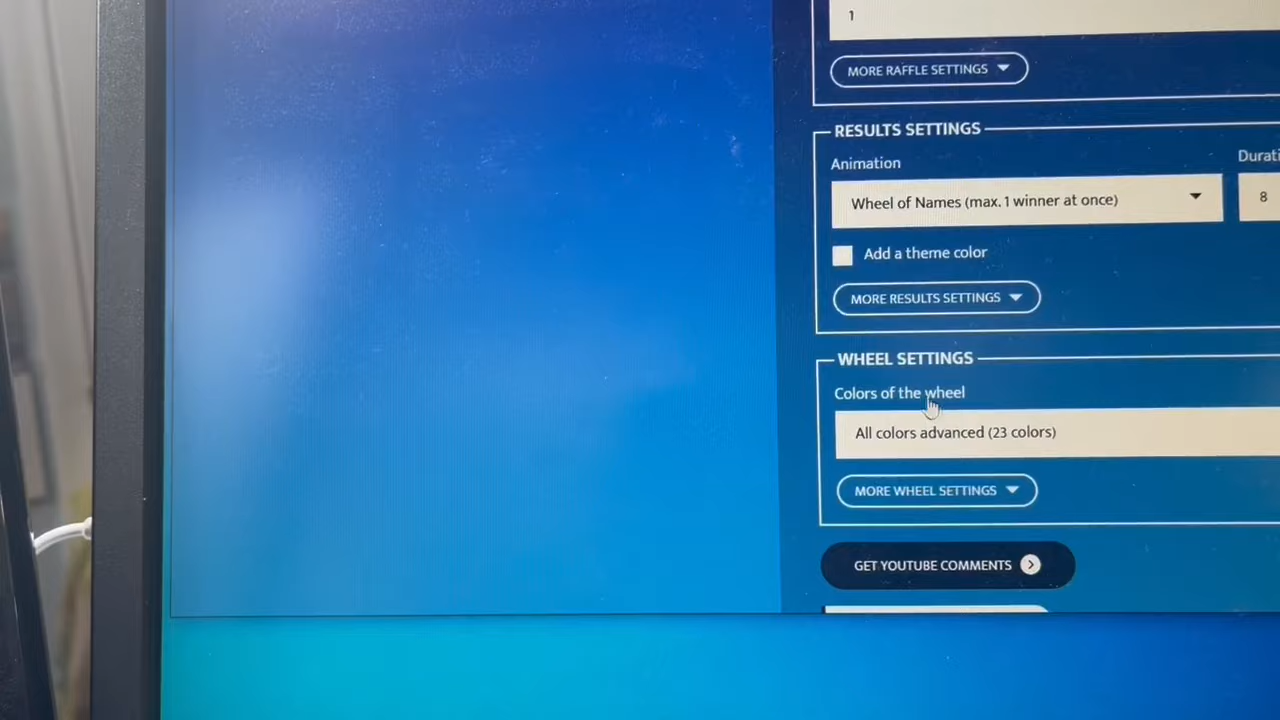 1
MORE RAFFLE SETTINGS
RESULTS SETTINGS
Animation
Wheel of Names (max. 1 winner at once)
8
Add a theme color
MORE RESULTS SETTINGS
WHEEL SETTINGS
Colors of the wheel
All colors advanced (23 colors)
MORE WHEEL SETTINGS
GET YOUTUBE COMMENTS